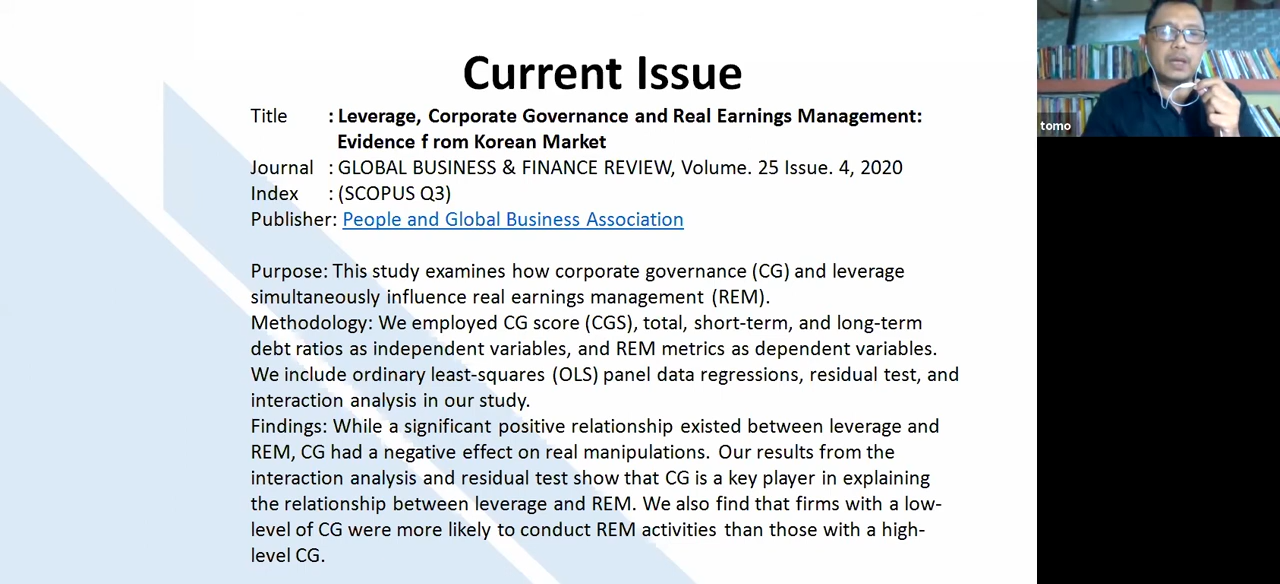 Current Issue
Title : Leverage, Corporate Governance and Real Earnings Management:
Evidence f rom Korean Market
Journal : GLOBAL BUSINESS & FINANCE REVIEW, Volume. 25 Issue. 4, 2020
Index : (SCOPUS Q3)
Publisher: People and Global Business Association
Purpose: This study examines how corporate governance (CG) and leverage
simultaneously influence real earnings management (REM).
Methodology: We employed CG score (CGS), total, short-term, and long-term
debt ratios as independent variables, and REM metrics as dependent variables.
We include ordinary least-squares (OLS) panel data regressions, residual test, and
interaction analysis in our study.
Findings: While a significant positive relationship existed between leverage and
REM, CG had a negative effect on real manipulations. Our results from the
interaction analysis and residual test show that CG is a key player in explaining
the relationship between leverage and REM. We also find that firms with a low-
level of CG were more likely to conduct REM activities than those with a high-
level CG.
tomo